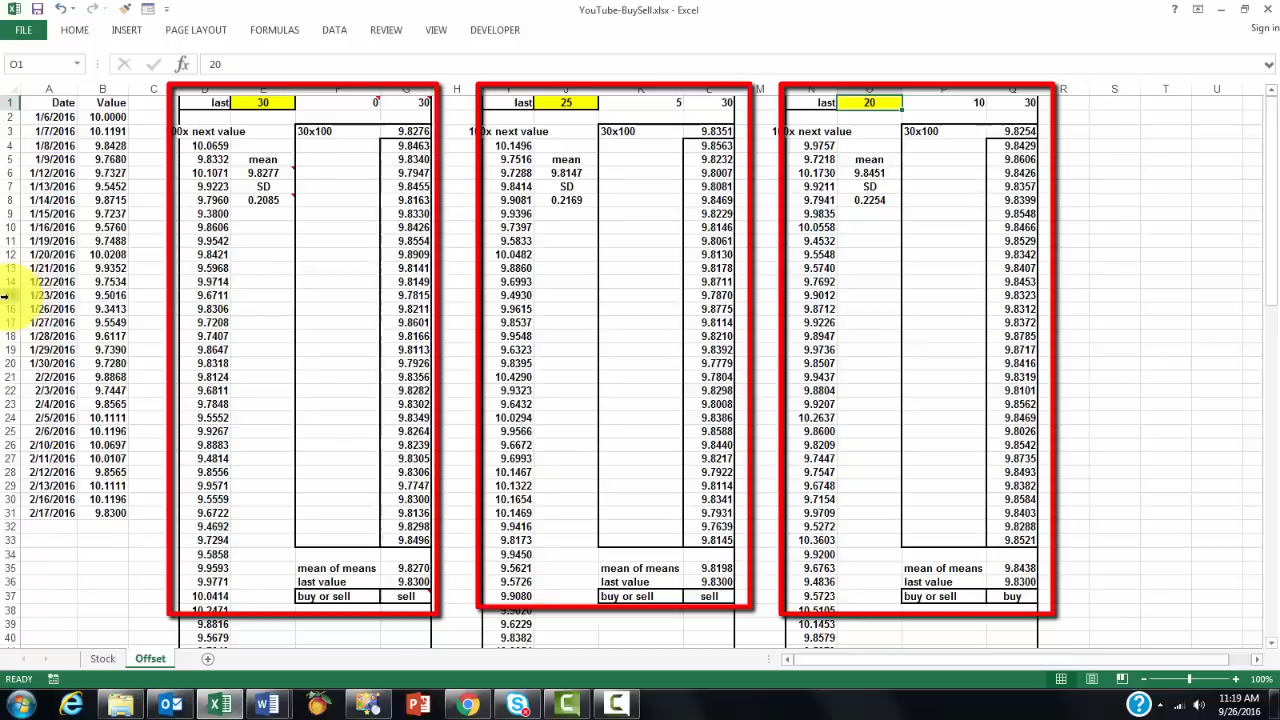 YouTube-BuySell.xlsx - Excel
FILE HOME INSERT PAGE LAYOUT FORMULAS DATA REVIEW VIEW DEVELOPER Sign in
O1 fx 20
A B C D E F G H I J K L M N O P Q R S T U
1 Date Value last 30 0 30 last 25 5 30 last 20 10 30
2 1/6/2016 10.0000
3 1/7/2016 10.1191 00x next value 30x100 9.8276 100x next value 30x100 9.8351 100x next value 30x100 9.8254
4 1/8/2016 9.8428 10.0659 9.8463 10.1496 9.8563 9.9757 9.8429
5 1/9/2016 9.7680 9.8332 mean 9.8340 9.7516 mean 9.8232 9.7218 mean 9.8606
6 1/12/2016 9.7327 10.1071 9.8277 9.7947 9.7288 9.8147 9.8007 10.1730 9.8451 9.8426
7 1/13/2016 9.5452 9.9223 SD 9.8455 9.8414 SD 9.8081 9.9211 SD 9.8357
8 1/14/2016 9.8715 9.7960 0.2085 9.8163 9.9081 0.2169 9.8469 9.7941 0.2254 9.8399
9 1/15/2016 9.7237 9.3800 9.8330 9.9396 9.8229 9.9835 9.8548
10 1/16/2016 9.5760 9.8606 9.8426 9.7397 9.8146 10.0558 9.8466
11 1/19/2016 9.7488 9.9542 9.8554 9.5833 9.8061 9.4532 9.8529
12 1/20/2016 10.0208 9.8421 9.8909 10.0482 9.8130 9.5548 9.8342
13 1/21/2016 9.9352 9.5968 9.8141 9.8860 9.8178 9.5740 9.8407
14 1/22/2016 9.7534 9.9714 9.8149 9.6393 9.8711 9.7692 9.8453
1/23/2016 9.5016 9.6711 9.7815 9.4930 9.7870 9.9012 9.8323
16 1/26/2016 9.3413 9.8306 9.8211 9.9615 9.8775 9.8712 9.8312
17 1/27/2016 9.5549 9.7208 9.8601 9.8537 9.8114 9.9226 9.8372
18 1/28/2016 9.6117 9.7407 9.8166 9.9548 9.8210 9.8947 9.8785
19 1/29/2016 9.7390 9.8647 9.8113 9.6323 9.8392 9.9736 9.8717
20 1/30/2016 9.7280 9.8318 9.7926 9.8395 9.7779 9.8507 9.8416
21 2/2/2016 9.8868 9.8124 9.8356 10.4290 9.7804 9.9437 9.8319
22 2/3/2016 9.7447 9.6811 9.8282 9.9323 9.8298 9.8804 9.8101
23 2/4/2016 9.8565 9.7848 9.8302 9.6432 9.8008 9.9207 9.8562
24 2/5/2016 10.1111 9.5552 9.8349 10.0294 9.8386 10.2637 9.8469
25 2/6/2016 10.1196 9.9267 9.8264 9.9566 9.8588 9.8600 9.8026
26 2/10/2016 10.0697 9.8883 9.8239 9.6672 9.8440 9.8209 9.8542
27 2/11/2016 10.0107 9.4814 9.8305 9.6993 9.8217 9.7447 9.8735
28 2/12/2016 9.8565 9.8556 9.8306 10.1467 9.7922 9.7547 9.8493
29 2/13/2016 10.1111 9.9571 9.7747 10.1322 9.8114 9.6748 9.8382
30 2/16/2016 10.1196 9.5559 9.8300 10.1654 9.8341 9.7154 9.8584
31 2/17/2016 9.8300 9.6722 9.8136 10.1469 9.7931 9.9709 9.8403
32 9.4692 9.8298 9.9416 9.7639 9.5272 9.8288
33 9.7294 9.8496 9.8173 9.8145 10.3603 9.8521
34 9.5858 9.9450 9.9200
35 9.9593 mean of means 9.8270 9.5621 mean of means 9.8198 9.6763 mean of means 9.8438
36 9.9771 last value 9.8300 9.5726 last value 9.8300 9.4836 last value 9.8300
37 10.0414 buy or sell sell 9.9080 buy or sell sell 9.5723 buy or sell buy
38 10.2471 9.9020 10.5105
39 9.8816 9.6229 10.1453
40 9.5679 9.8382 9.8579
Stock Offset
READY 100%
11:19 AM
9/26/2016